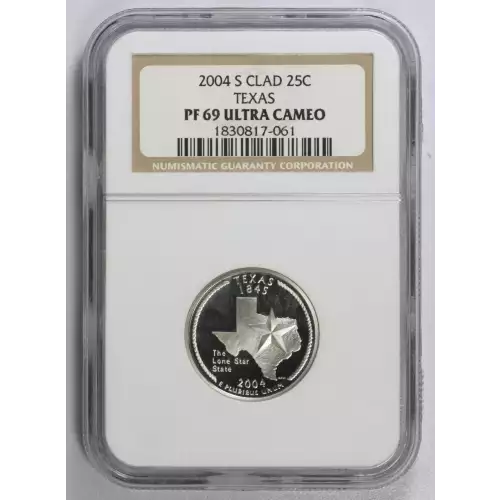 2004 S CLAD 25C
TEXAS
PF 69 ULTRA CAMEO
1830817-061
NUMISMATIC GUARANTY CORPORATION
TEXAS
1845
The
Lone Star
State
2004
E PLURIBUS UNUM